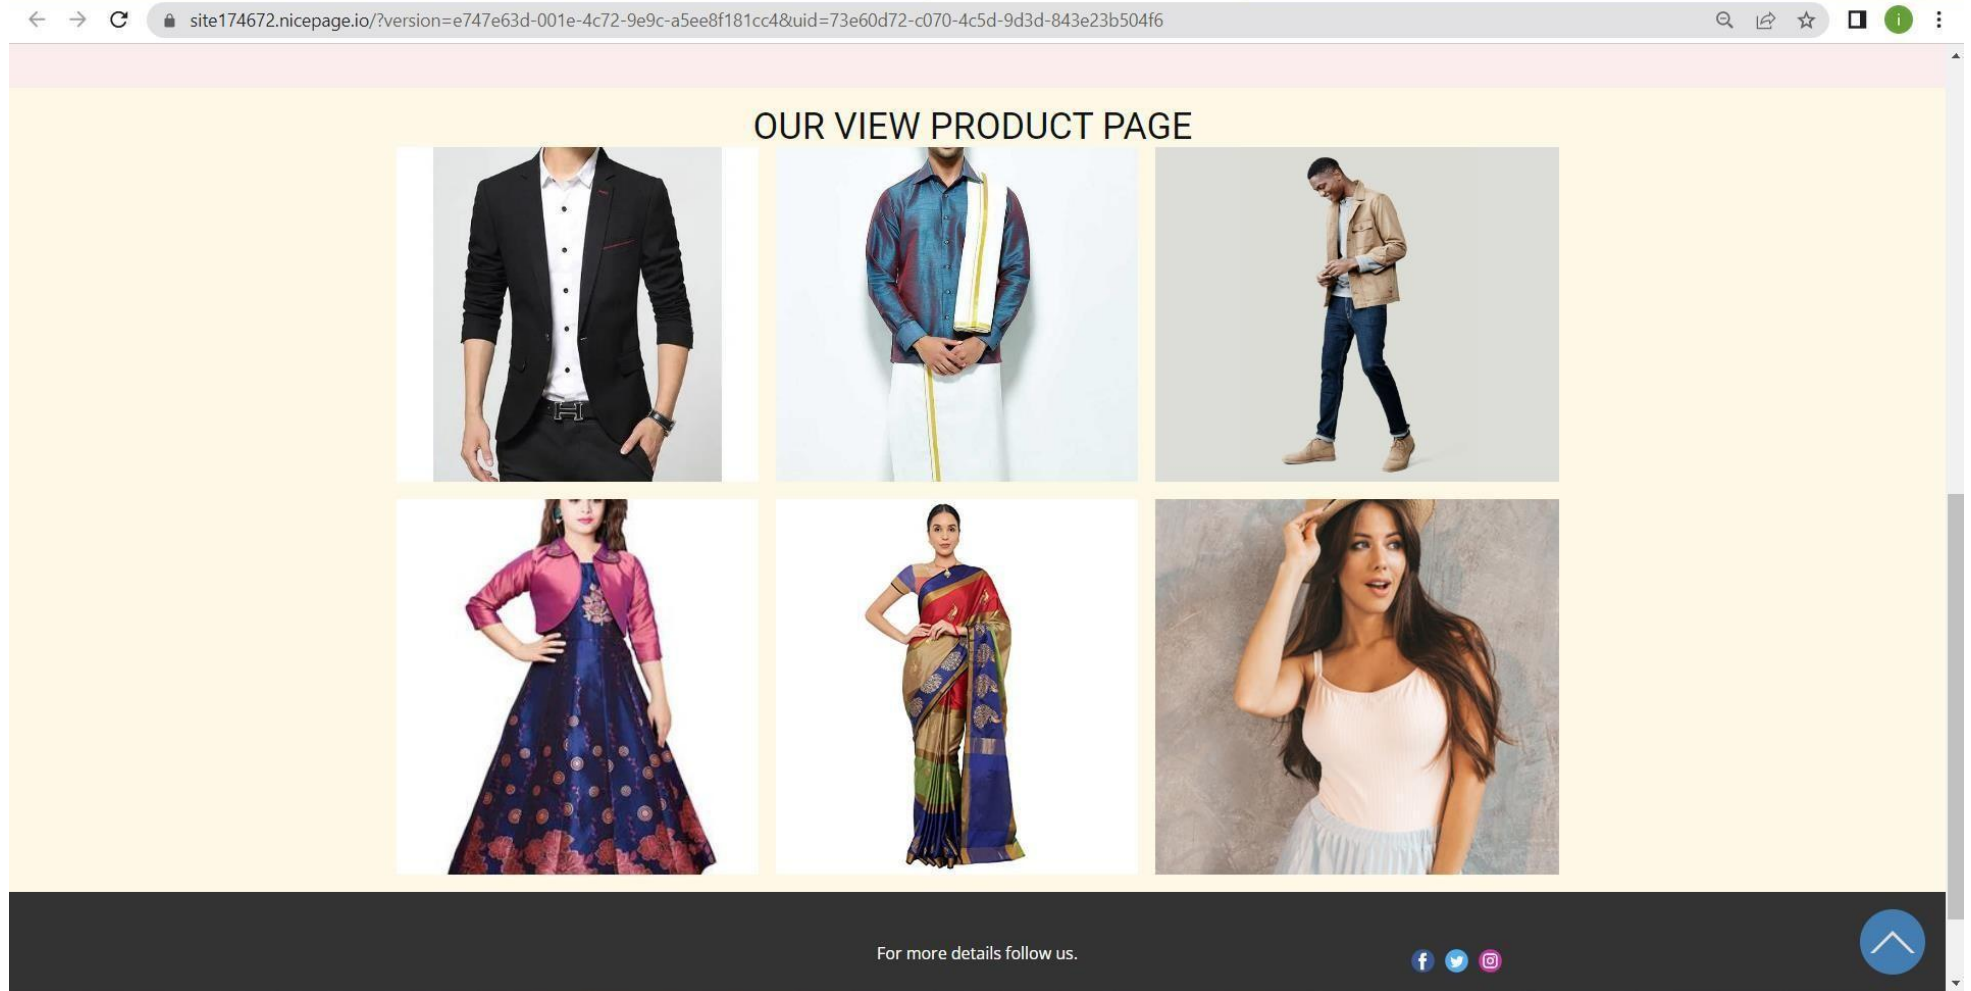 site174672.nicepage.io/?version=e747e63d-001e-4c72-9e9c-a5ee8f181cc4&uid=73e60d72-c070-4c5d-9d3d-843e23b504f6
i
OUR VIEW PRODUCT PAGE
For more details follow us.